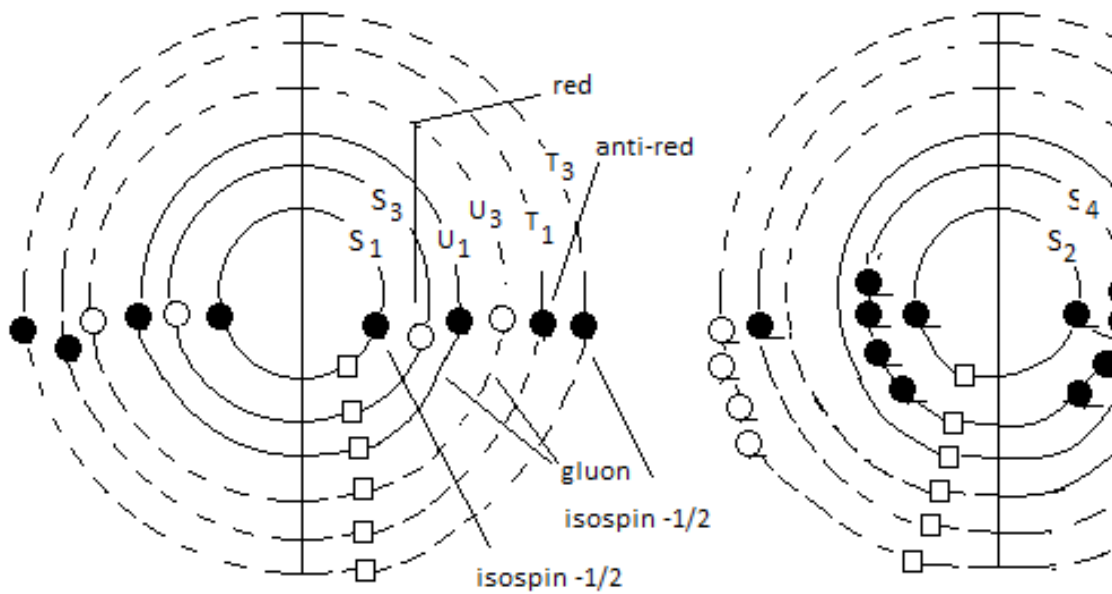 red
anti-red
T3
S3
U3
T1
S1
U1
S4
S2
gluon
isospin -1/2
isospin -1/2